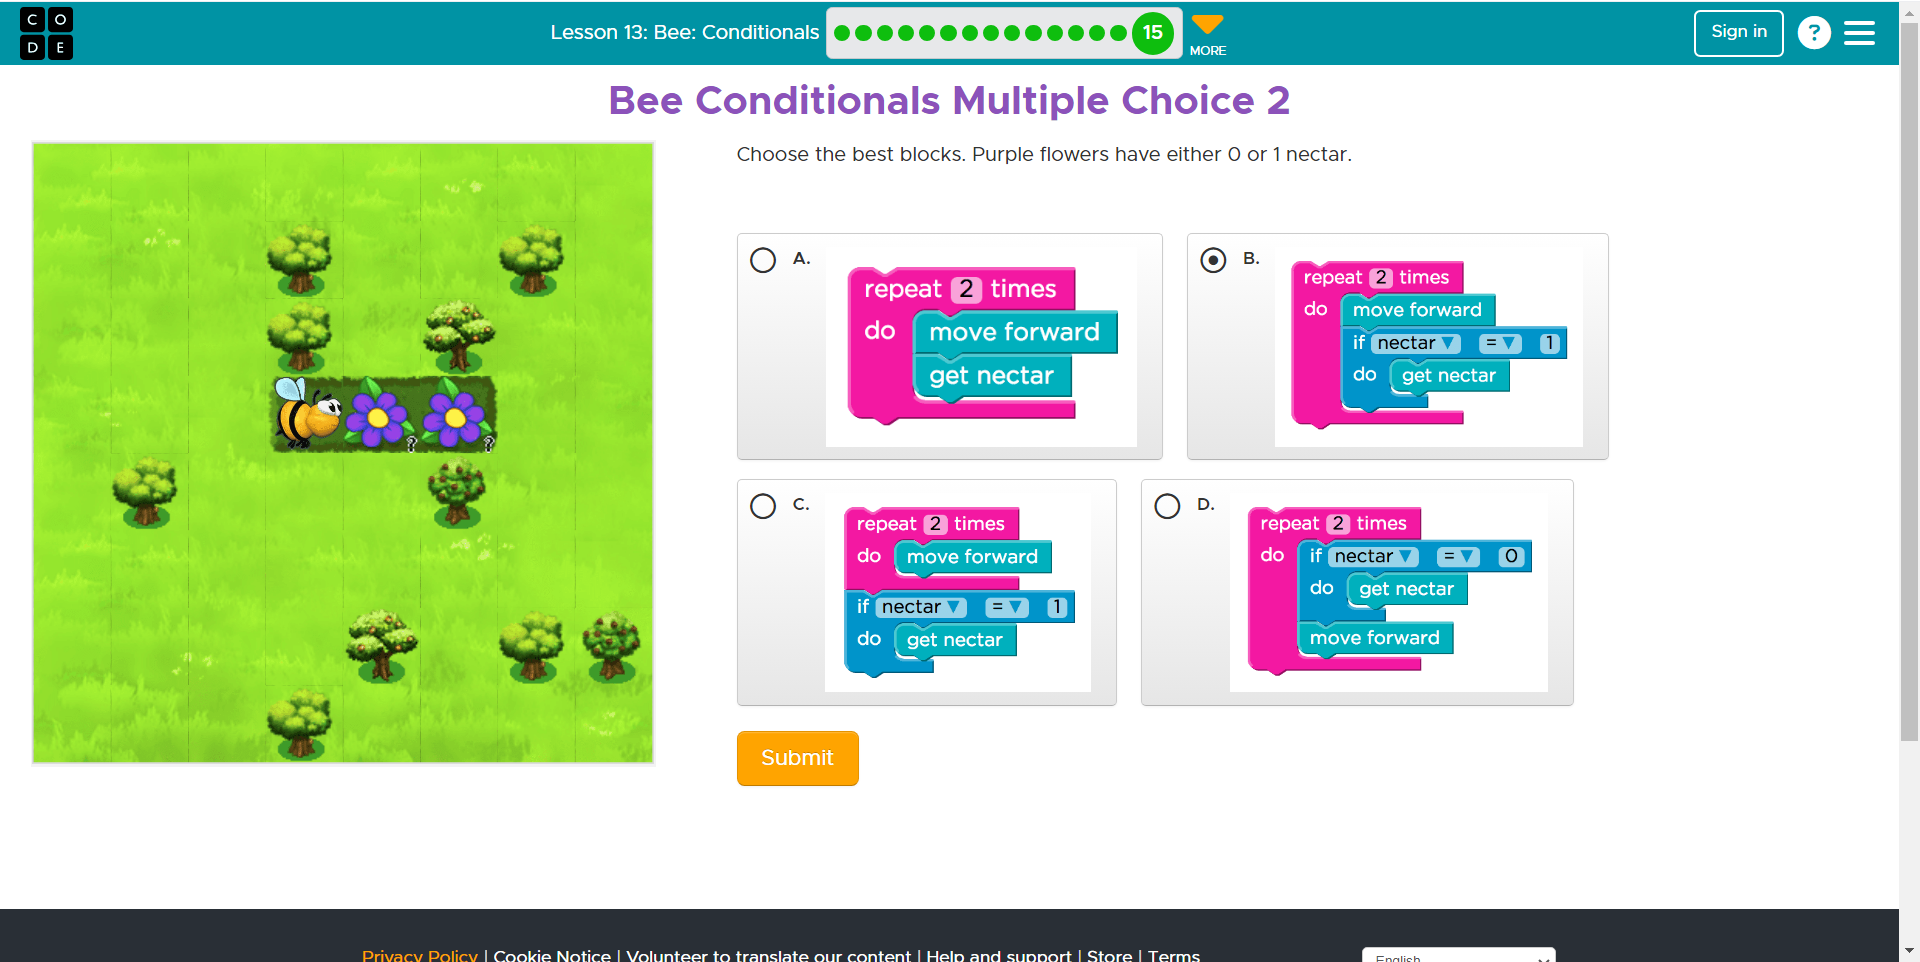 CO
DE
Lesson 13: Bee: Conditionals
15
MORE
Sign in
?
Bee Conditionals Multiple Choice 2
Choose the best blocks. Purple flowers have either 0 or 1 nectar.
? ?
A.
repeat 2 times
do move forward
get nectar
B.
repeat 2 times
do move forward
if nectar ▼ = ▼ 1
do get nectar
C.
repeat 2 times
do move forward
if nectar ▼ = ▼ 1
do get nectar
D.
repeat 2 times
do if nectar ▼ = ▼ 0
do get nectar
move forward
Submit
Privacy Policy | Cookie Notice | Volunteer to translate our content | Help and support | Store | Terms
English